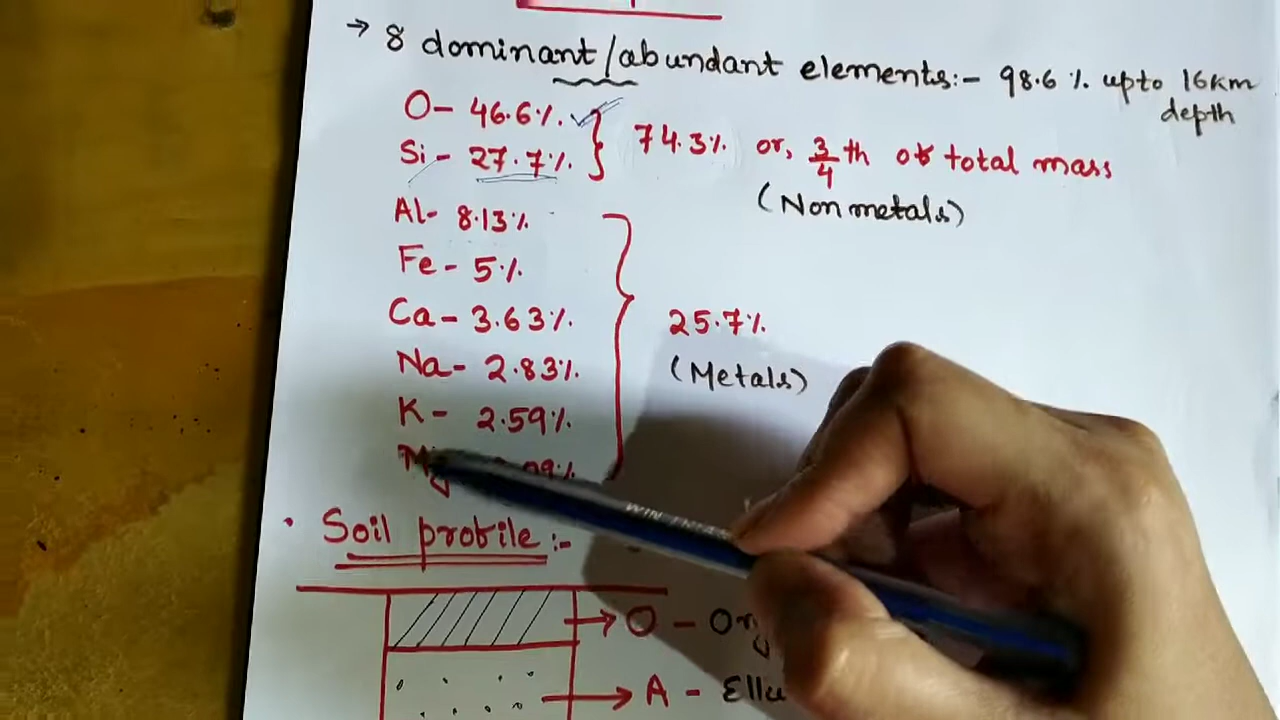 → 8 dominant/abundant elements:- 98.6% upto 16km depth
O- 46.6%.
Si- 27.7%.
74.3% or, 3/4 th of total mass
(Non metals)
Al- 8.13%
Fe- 5%
Ca- 3.63%
Na- 2.83%
K- 2.59%
25.7%
(Metals)
• Soil profile:-
→ O -
→ A -